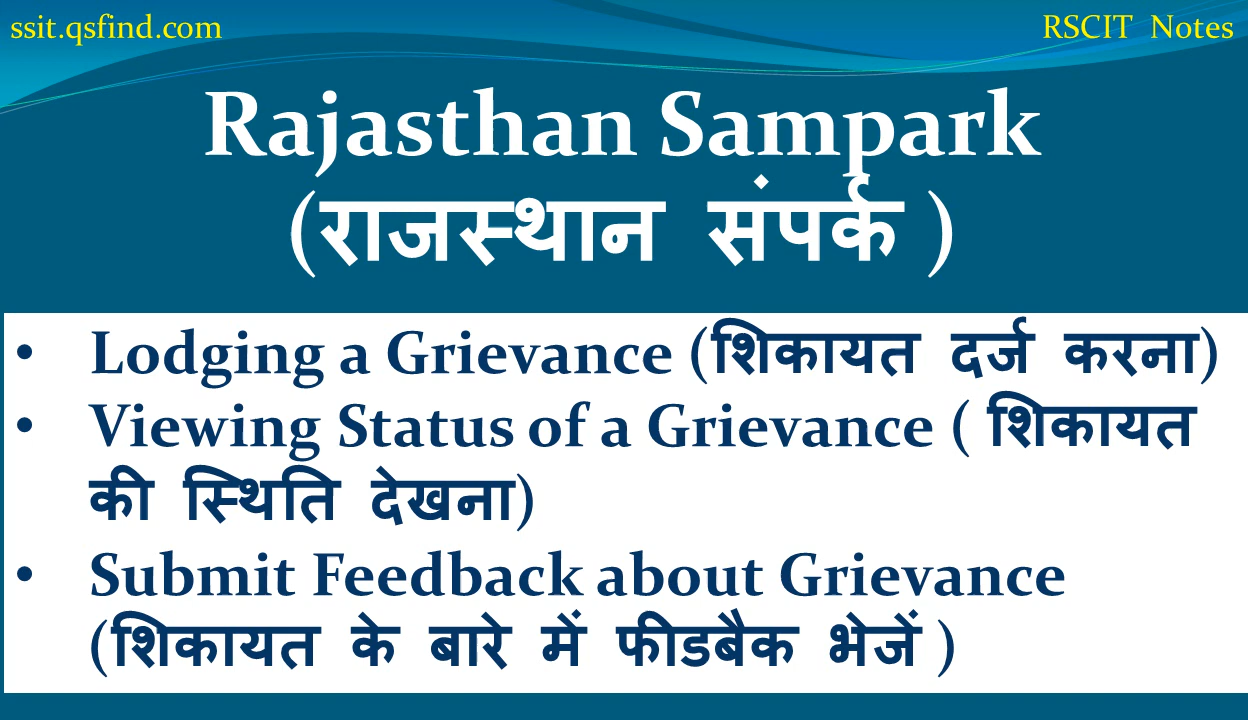 ssit.qsfind.com
RSCIT Notes
Rajasthan Sampark
(राजस्थान संपर्क )
• Lodging a Grievance (शिकायत दर्ज करना)
• Viewing Status of a Grievance ( शिकायत
की स्थिति देखना)
• Submit Feedback about Grievance
(शिकायत के बारे में फीडबैक भेजें )